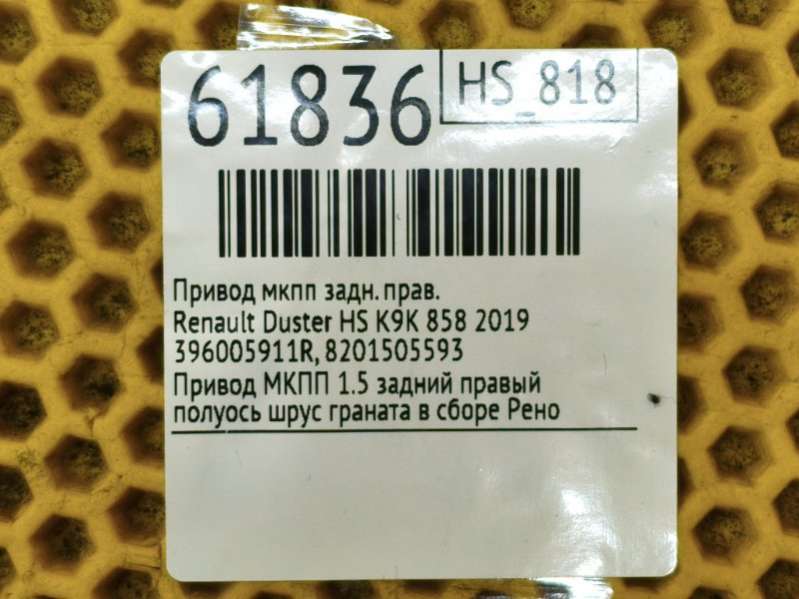 61836
HS_818
Привод мкпп задн. прав.
Renault Duster HS K9K 858 2019
396005911R, 8201505593
Привод МКПП 1.5 задний правый
полуось шрус граната в сборе Рено